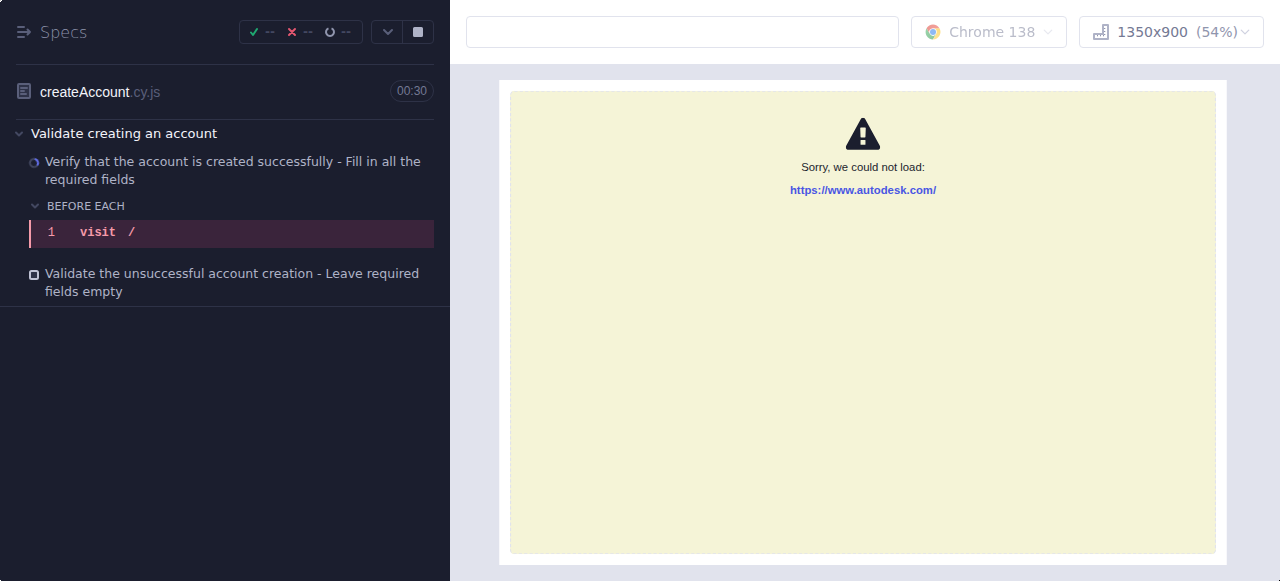 Specs
--
--
--
Chrome 138
1350x900 (54%)
createAccount.cy.js
00:30
Validate creating an account
Verify that the account is created successfully - Fill in all the
required fields
BEFORE EACH
1 visit /
Validate the unsuccessful account creation - Leave required
fields empty
Sorry, we could not load:
https://www.autodesk.com/